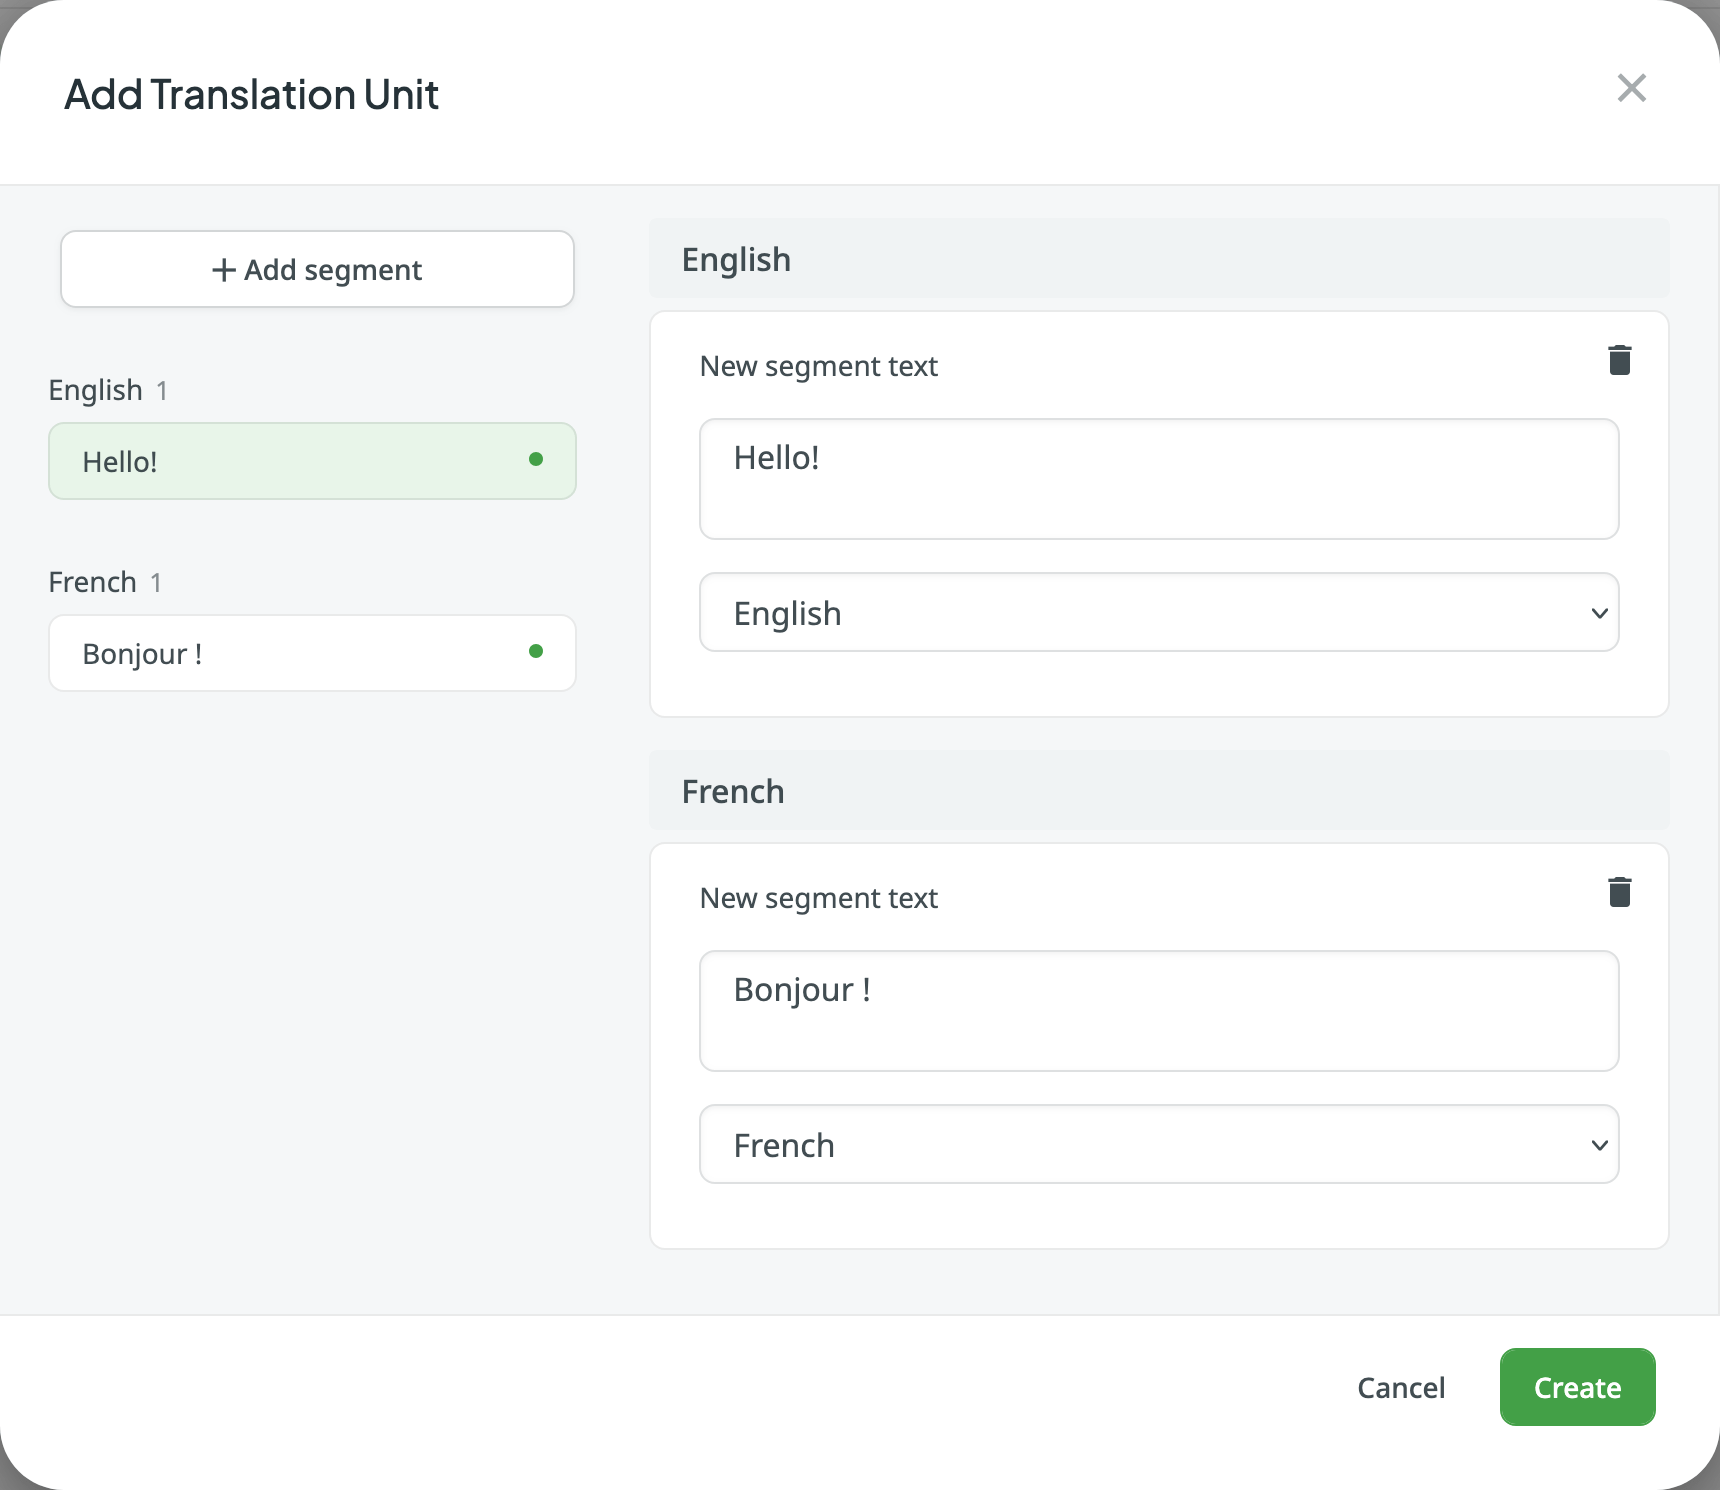 Add Translation Unit
Add segment
English 1
Hello!
French 1
Bonjour !
English
New segment text
Hello!
English
French
New segment text
Bonjour !
French
Cancel
Create